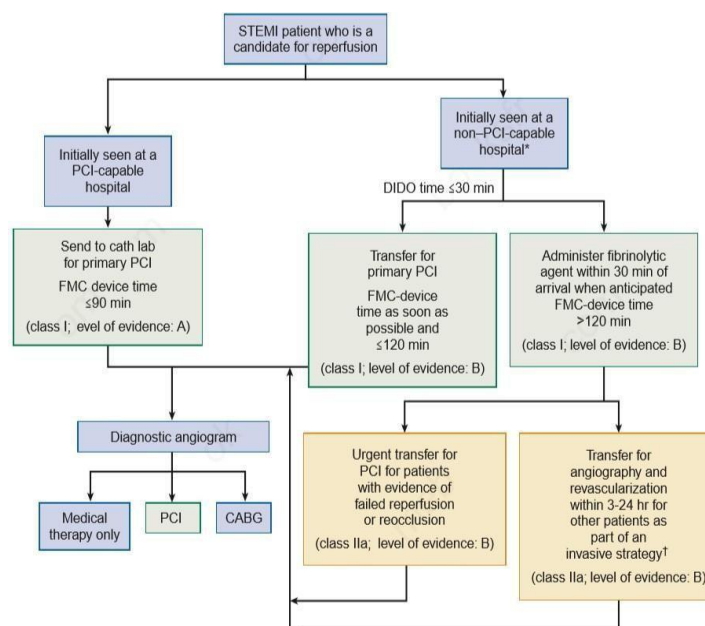 STEMI patient who is a
candidate for reperfusion
Initially seen at a
PCI-capable
hospital
Initially seen at a
non–PCI-capable
hospital*
DIDO time ≤30 min
Send to cath lab
for primary PCI
FMC device time
≤90 min
(class I; evel of evidence: A)
Transfer for
primary PCI
FMC-device
time as soon as
possible and
≤120 min
(class I; level of evidence: B)
Administer fibrinolytic
agent within 30 min of
arrival when anticipated
FMC-device time
>120 min
(class I; level of evidence: B)
Diagnostic angiogram
Medical
therapy only
PCI
CABG
Urgent transfer for
PCI for patients
with evidence of
failed reperfusion
or reocclusion
(class IIa; level of evidence: B)
Transfer for
angiography and
revascularization
within 3-24 hr for
other patients as
part of an
invasive strategy†
(class IIa; level of evidence: B)